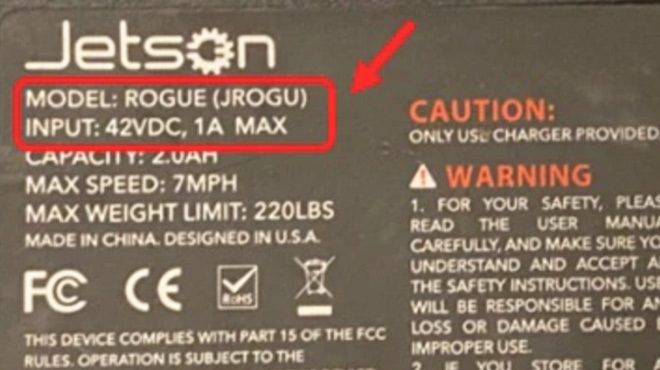 Jetson
MODEL: ROGUE (JROGU)
INPUT: 42VDC, 1A MAX
CAPACITY: 2.0AH
MAX SPEED: 7MPH
MAX WEIGHT LIMIT: 220LBS
MADE IN CHINA. DESIGNED IN U.S.A.
FC CE RoHS
THIS DEVICE COMPLIES WITH PART 15 OF THE FCC
RULES. OPERATION IS SUBJECT TO THE
CAUTION:
ONLY USE CHARGER PROVIDED
WARNING
1. FOR YOUR SAFETY, PLEAS
READ THE USER MANUA
CAREFULLY, AND MAKE SURE YO
UNDERSTAND AND ACCEPT A
THE SAFETY INSTRUCTIONS. USE
WILL BE RESPONSIBLE FOR AN
LOSS OR DAMAGE CAUSED
IMPROPER USE.
2. IF YOU STORE FOR